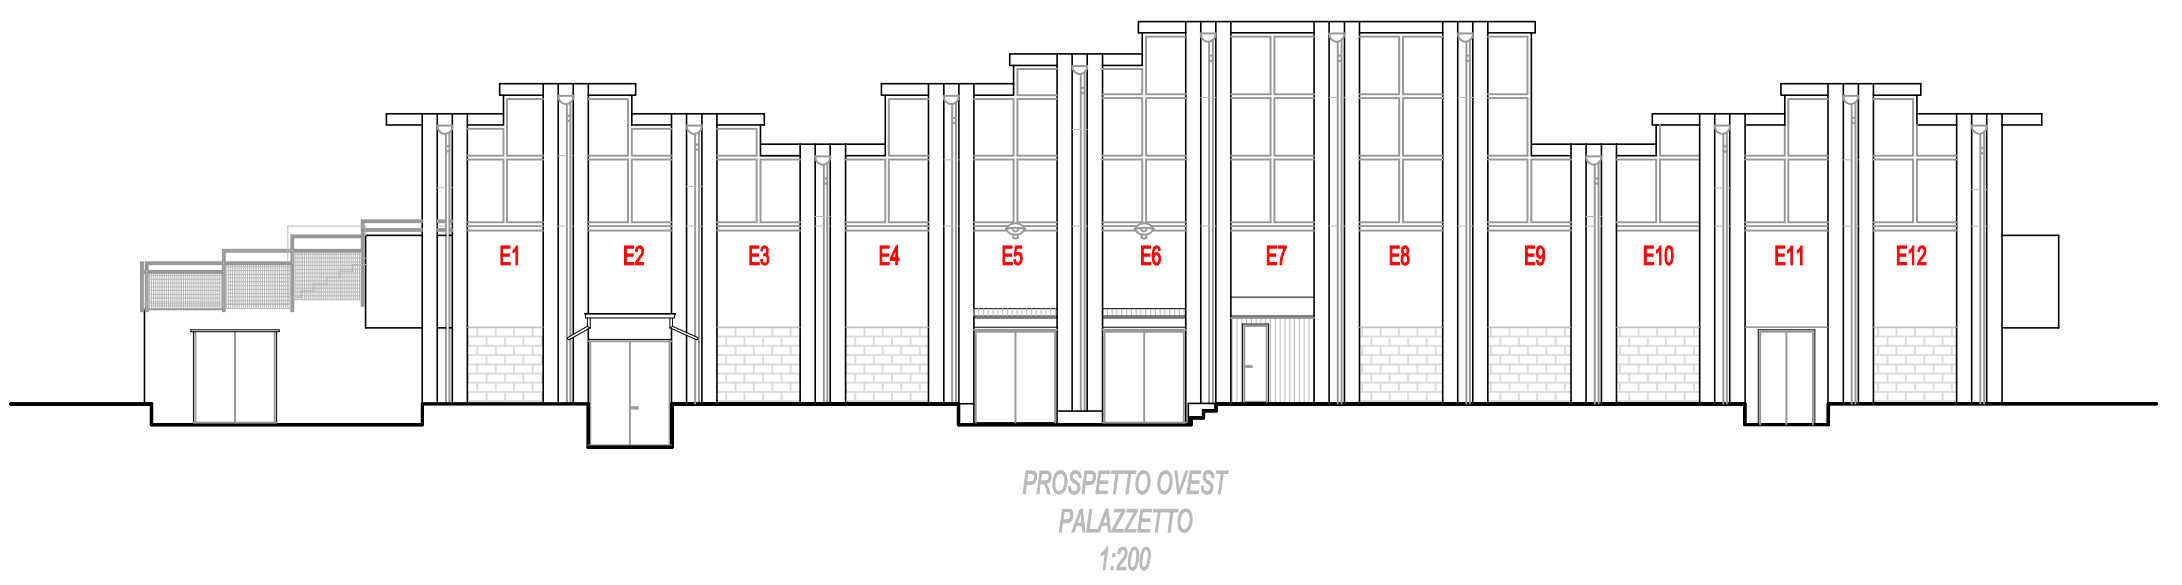 E1 E2 E3 E4 E5 E6 E7 E8 E9 E10 E11 E12
PROSPETTO OVEST
PALAZZETTO
1:200